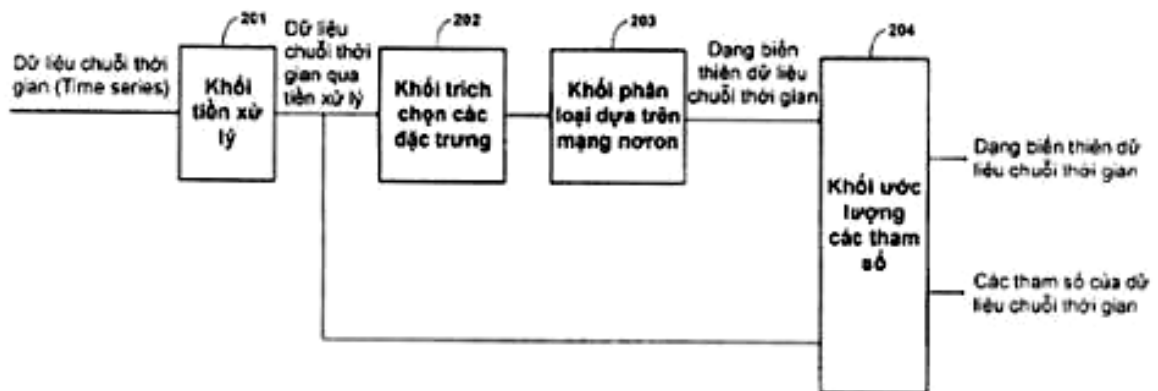 201
Dữ liệu chuỗi thời
gian (Time series)
Khối
tiền xử
lý
Dữ liệu
chuỗi thời
gian qua
tiền xử lý
202
Khối trích
chọn các
đặc trưng
203
Khối phân
loại dựa trên
mạng nơron
Dạng biến
thiên dữ liệu
chuỗi thời gian
204
Khối ước
lượng
các tham
số
Dạng biến thiên dữ
liệu chuỗi thời gian
Các tham số của dữ
liệu chuỗi thời gian